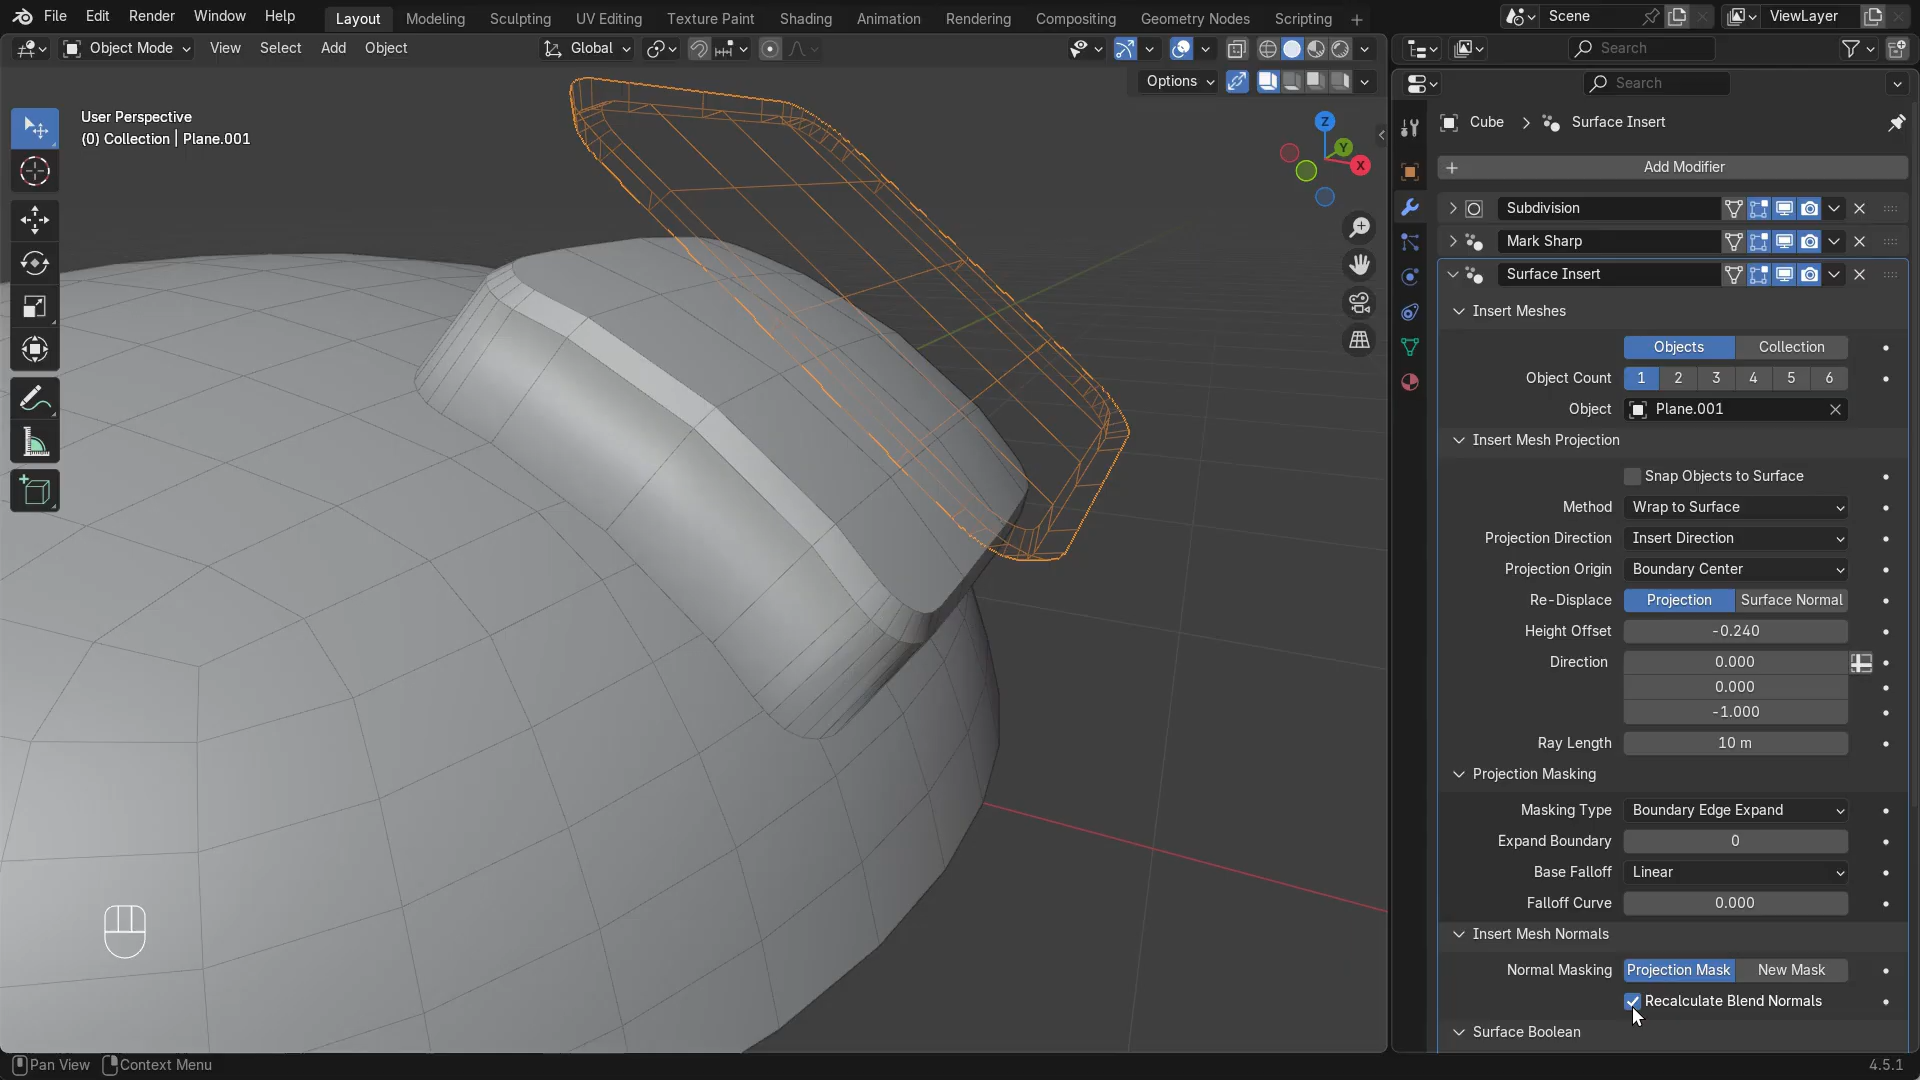 File Edit Render Window Help Layout Modeling Sculpting UV Editing Texture Paint Shading Animation Rendering Compositing Geometry Nodes Scripting + Scene ViewLayer
Object Mode View Select Add Object Global Search
Options Search
User Perspective
(0) Collection | Plane.001
Z
Y
X
Cube > Surface Insert
+ Add Modifier
Subdivision
Mark Sharp
Surface Insert
Insert Meshes
Objects Collection
Object Count 1 2 3 4 5 6
Object Plane.001
Insert Mesh Projection
Snap Objects to Surface
Method Wrap to Surface
Projection Direction Insert Direction
Projection Origin Boundary Center
Re-Displace Projection Surface Normal
Height Offset -0.240
Direction 0.000
0.000
-1.000
Ray Length 10 m
Projection Masking
Masking Type Boundary Edge Expand
Expand Boundary 0
Base Falloff Linear
Falloff Curve 0.000
Insert Mesh Normals
Normal Masking Projection Mask New Mask
Recalculate Blend Normals
Surface Boolean
Pan View Context Menu 4.5.1